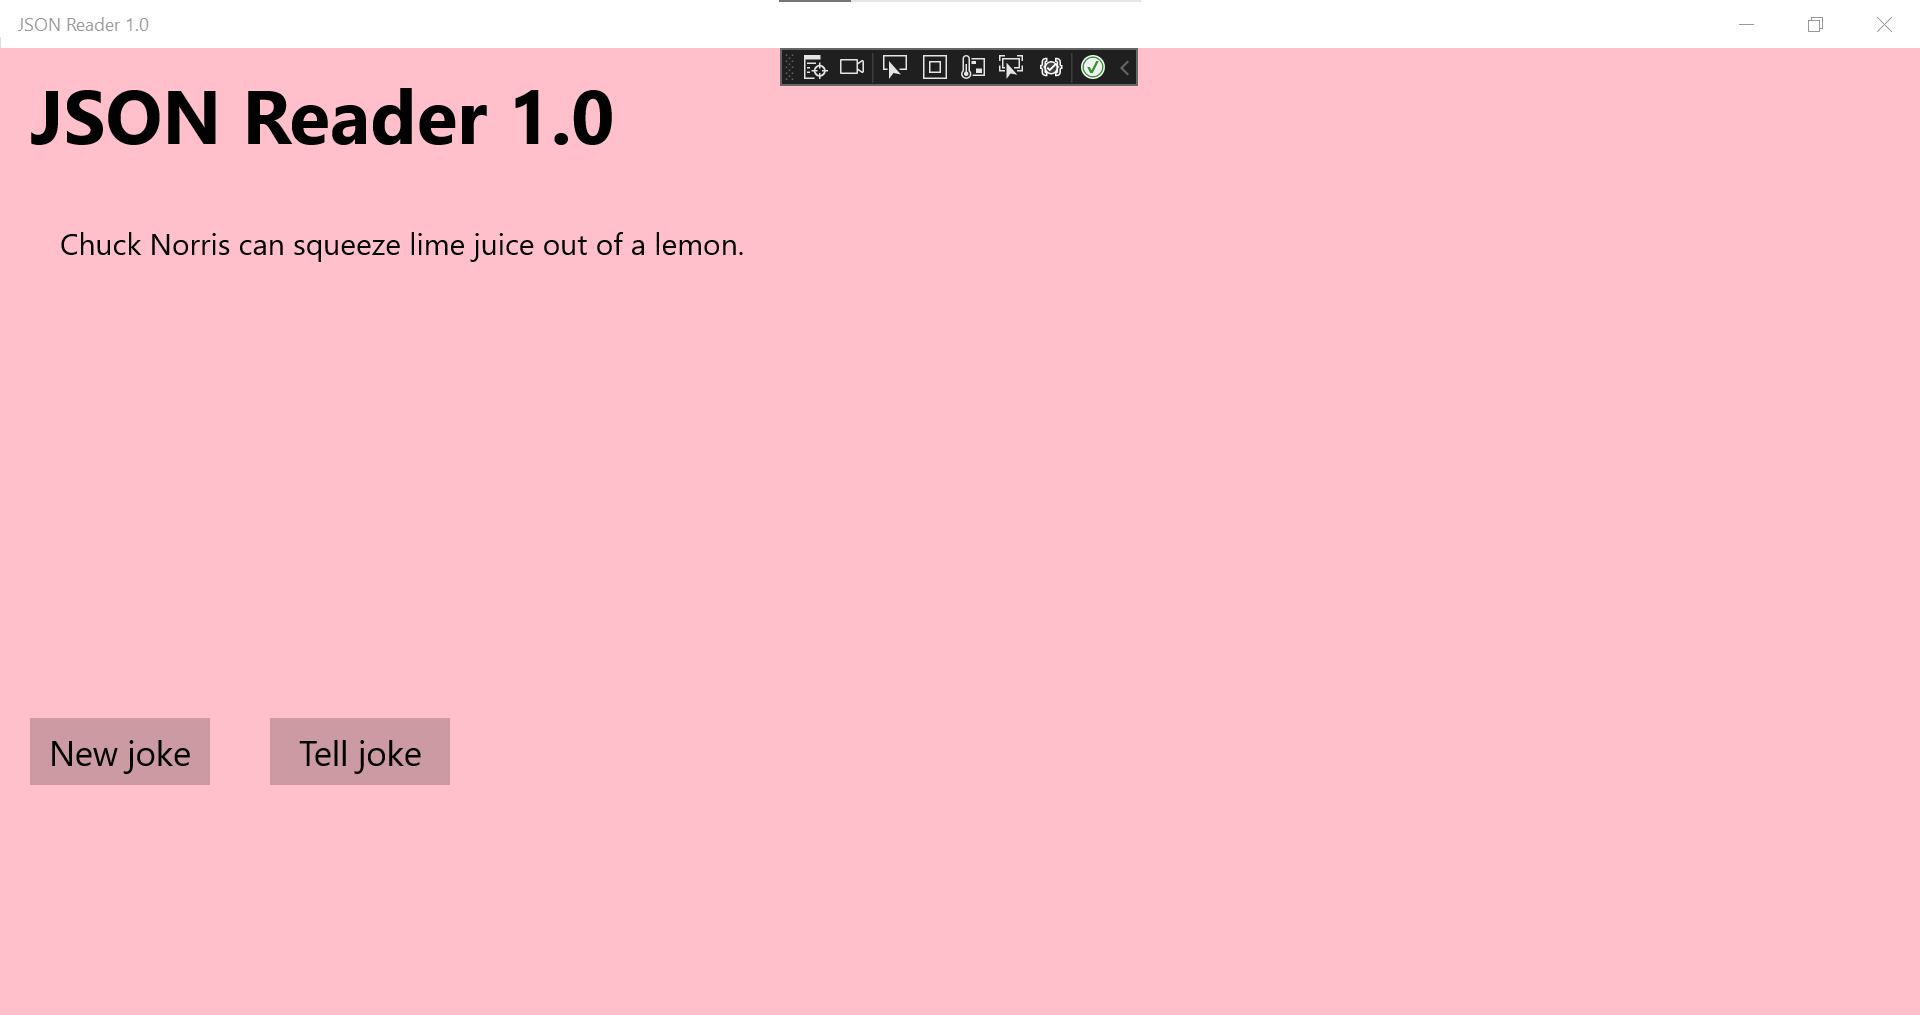 JSON Reader 1.0
JSON Reader 1.0
Chuck Norris can squeeze lime juice out of a lemon.
New joke
Tell joke